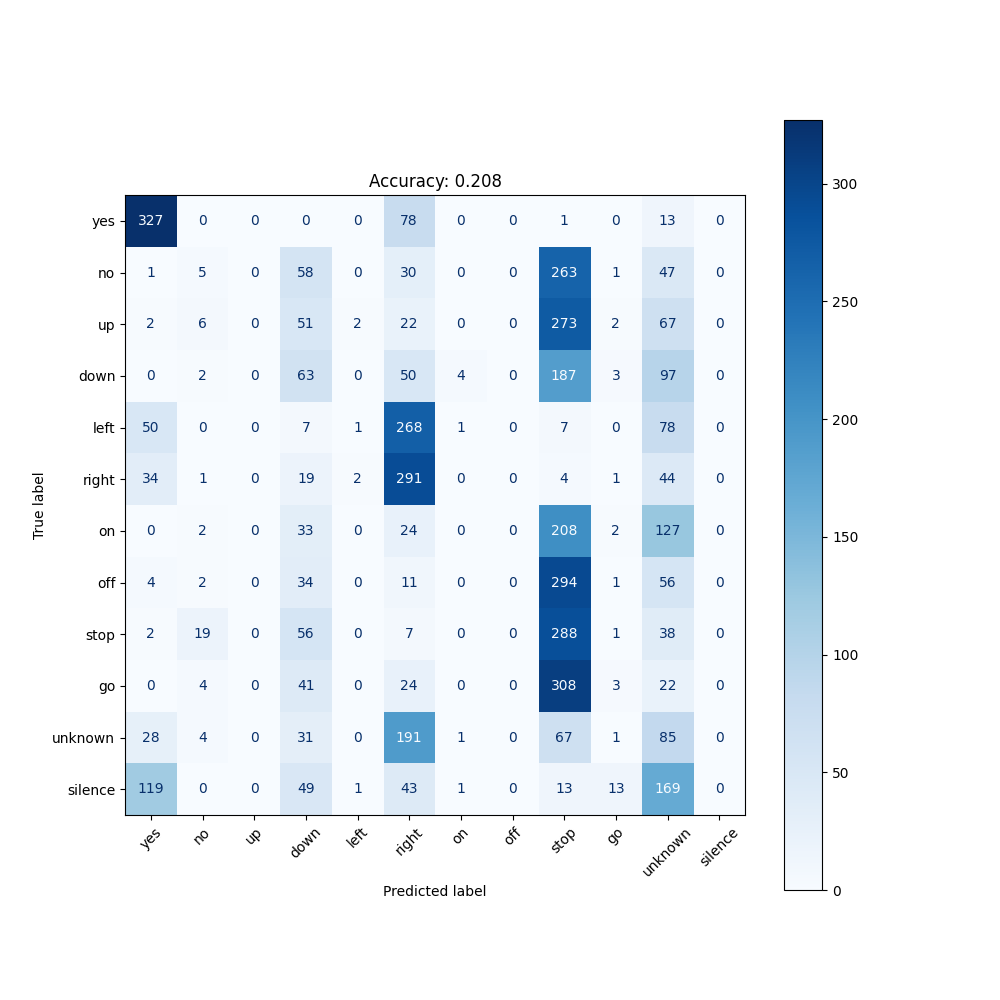 Accuracy: 0.208
yes 327 0 0 0 0 78 0 0 1 0 13 0
no 1 5 0 58 0 30 0 0 263 1 47 0
up 2 6 0 51 2 22 0 0 273 2 67 0
down 0 2 0 63 0 50 4 0 187 3 97 0
left 50 0 0 7 1 268 1 0 7 0 78 0
right 34 1 0 19 2 291 0 0 4 1 44 0
on 0 2 0 33 0 24 0 0 208 2 127 0
off 4 2 0 34 0 11 0 0 294 1 56 0
stop 2 19 0 56 0 7 0 0 288 1 38 0
go 0 4 0 41 0 24 0 0 308 3 22 0
unknown 28 4 0 31 0 191 1 0 67 1 85 0
silence 119 0 0 49 1 43 1 0 13 13 169 0
yes no up down left right on off stop go unknown silence
Predicted label
True label
300
250
200
150
100
50
0